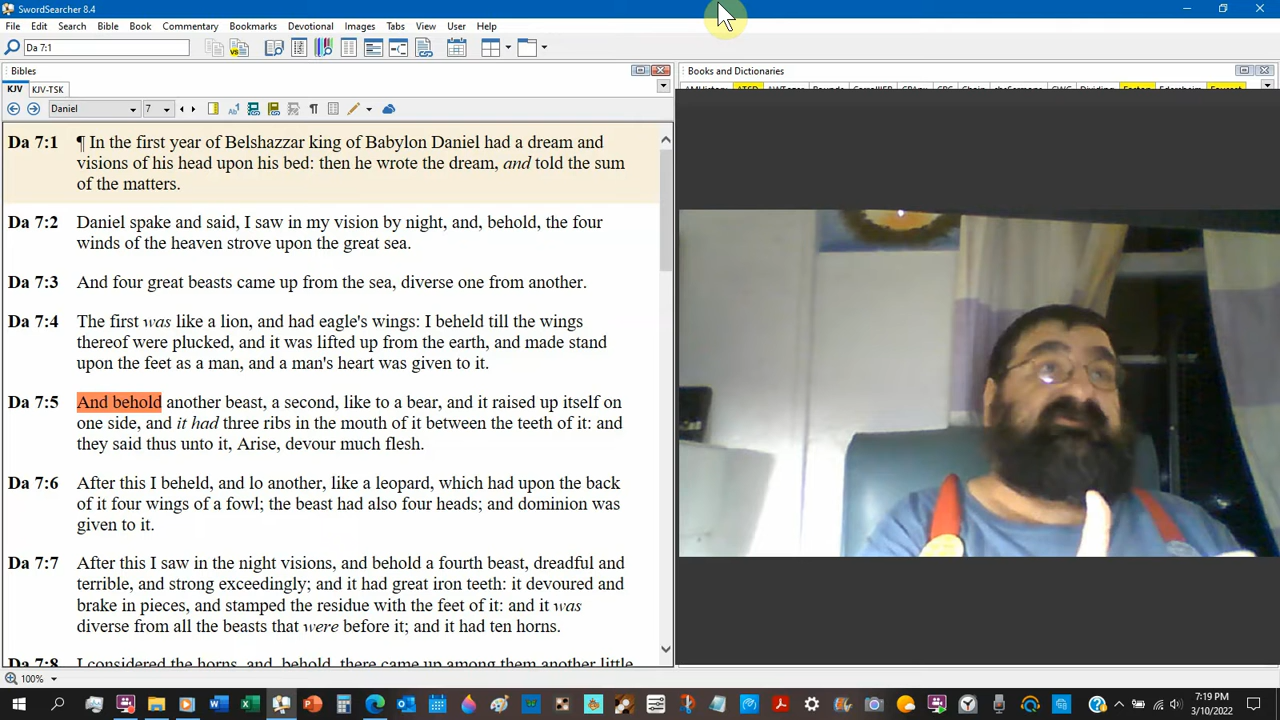 SwordSearcher 8.4
File Edit Search Bible Book Commentary Bookmarks Devotional Images Tabs View User Help
Da 7:1
Bibles
Books and Dictionaries
KJV KJV-TSK
Daniel 7
Da 7:1 ¶ In the first year of Belshazzar king of Babylon Daniel had a dream and
visions of his head upon his bed: then he wrote the dream, and told the sum
of the matters.
Da 7:2 Daniel spake and said, I saw in my vision by night, and, behold, the four
winds of the heaven strove upon the great sea.
Da 7:3 And four great beasts came up from the sea, diverse one from another.
Da 7:4 The first was like a lion, and had eagle's wings: I beheld till the wings
thereof were plucked, and it was lifted up from the earth, and made stand
upon the feet as a man, and a man's heart was given to it.
Da 7:5 And behold another beast, a second, like to a bear, and it raised up itself on
one side, and it had three ribs in the mouth of it between the teeth of it: and
they said thus unto it, Arise, devour much flesh.
Da 7:6 After this I beheld, and lo another, like a leopard, which had upon the back
of it four wings of a fowl; the beast had also four heads; and dominion was
given to it.
Da 7:7 After this I saw in the night visions, and behold a fourth beast, dreadful and
terrible, and strong exceedingly; and it had great iron teeth: it devoured and
brake in pieces, and stamped the residue with the feet of it: and it was
diverse from all the beasts that were before it; and it had ten horns.
Da 7:8 I considered the horns, and, behold, there came up among them another little
100%
7:19 PM
3/10/2022